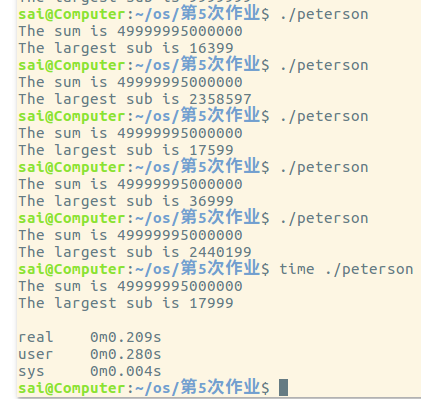 sai@Computer:~/os/第5次作业$ ./peterson
The sum is 49999995000000
The largest sub is 16399
sai@Computer:~/os/第5次作业$ ./peterson
The sum is 49999995000000
The largest sub is 2358597
sai@Computer:~/os/第5次作业$ ./peterson
The sum is 49999995000000
The largest sub is 17599
sai@Computer:~/os/第5次作业$ ./peterson
The sum is 49999995000000
The largest sub is 36999
sai@Computer:~/os/第5次作业$ ./peterson
The sum is 49999995000000
The largest sub is 2440199
sai@Computer:~/os/第5次作业$ time ./peterson
The sum is 49999995000000
The largest sub is 17999
real 0m0.209s
user 0m0.280s
sys 0m0.004s
sai@Computer:~/os/第5次作业$